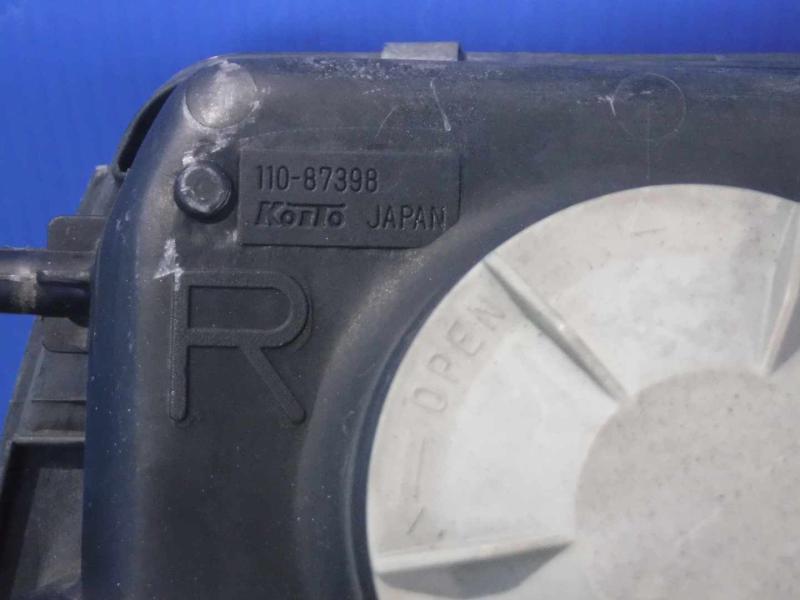 110-87398
KOITO JAPAN
R
OPEN